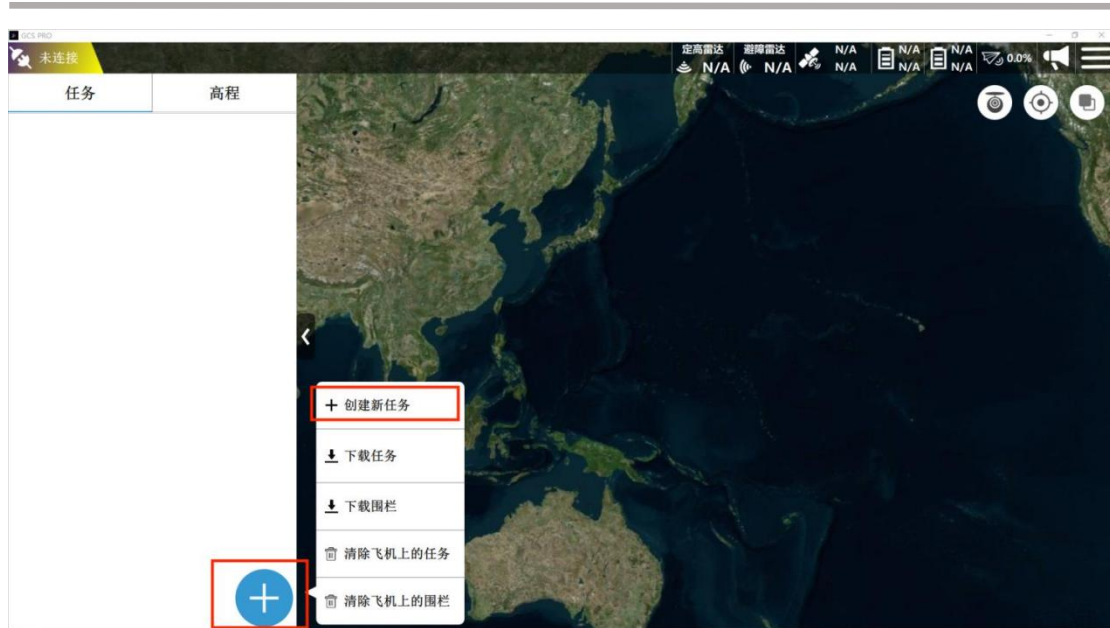 GCS PRO
未连接
定高雷达
N/A
避障雷达
N/A
N/A
N/A
N/A
N/A
N/A
N/A
0.0%
任务
高程
创建新任务
下载任务
下载围栏
清除飞机上的任务
清除飞机上的围栏